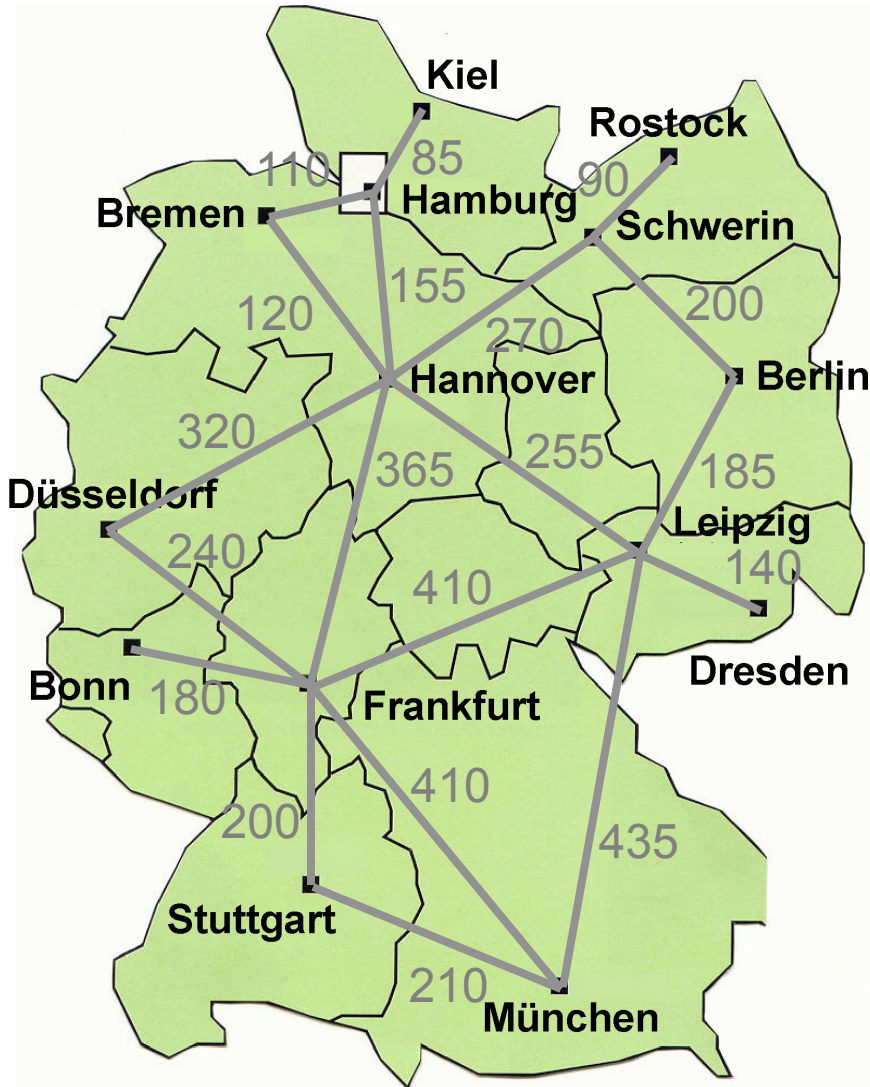 Kiel
Rostock
110
85
90
Hamburg
Bremen
Schwerin
155
200
120
270
Hannover
Berlin
320
255
365
185
Düsseldorf
Leipzig
240
140
410
Bonn
180
Dresden
Frankfurt
410
200
435
Stuttgart
210
München